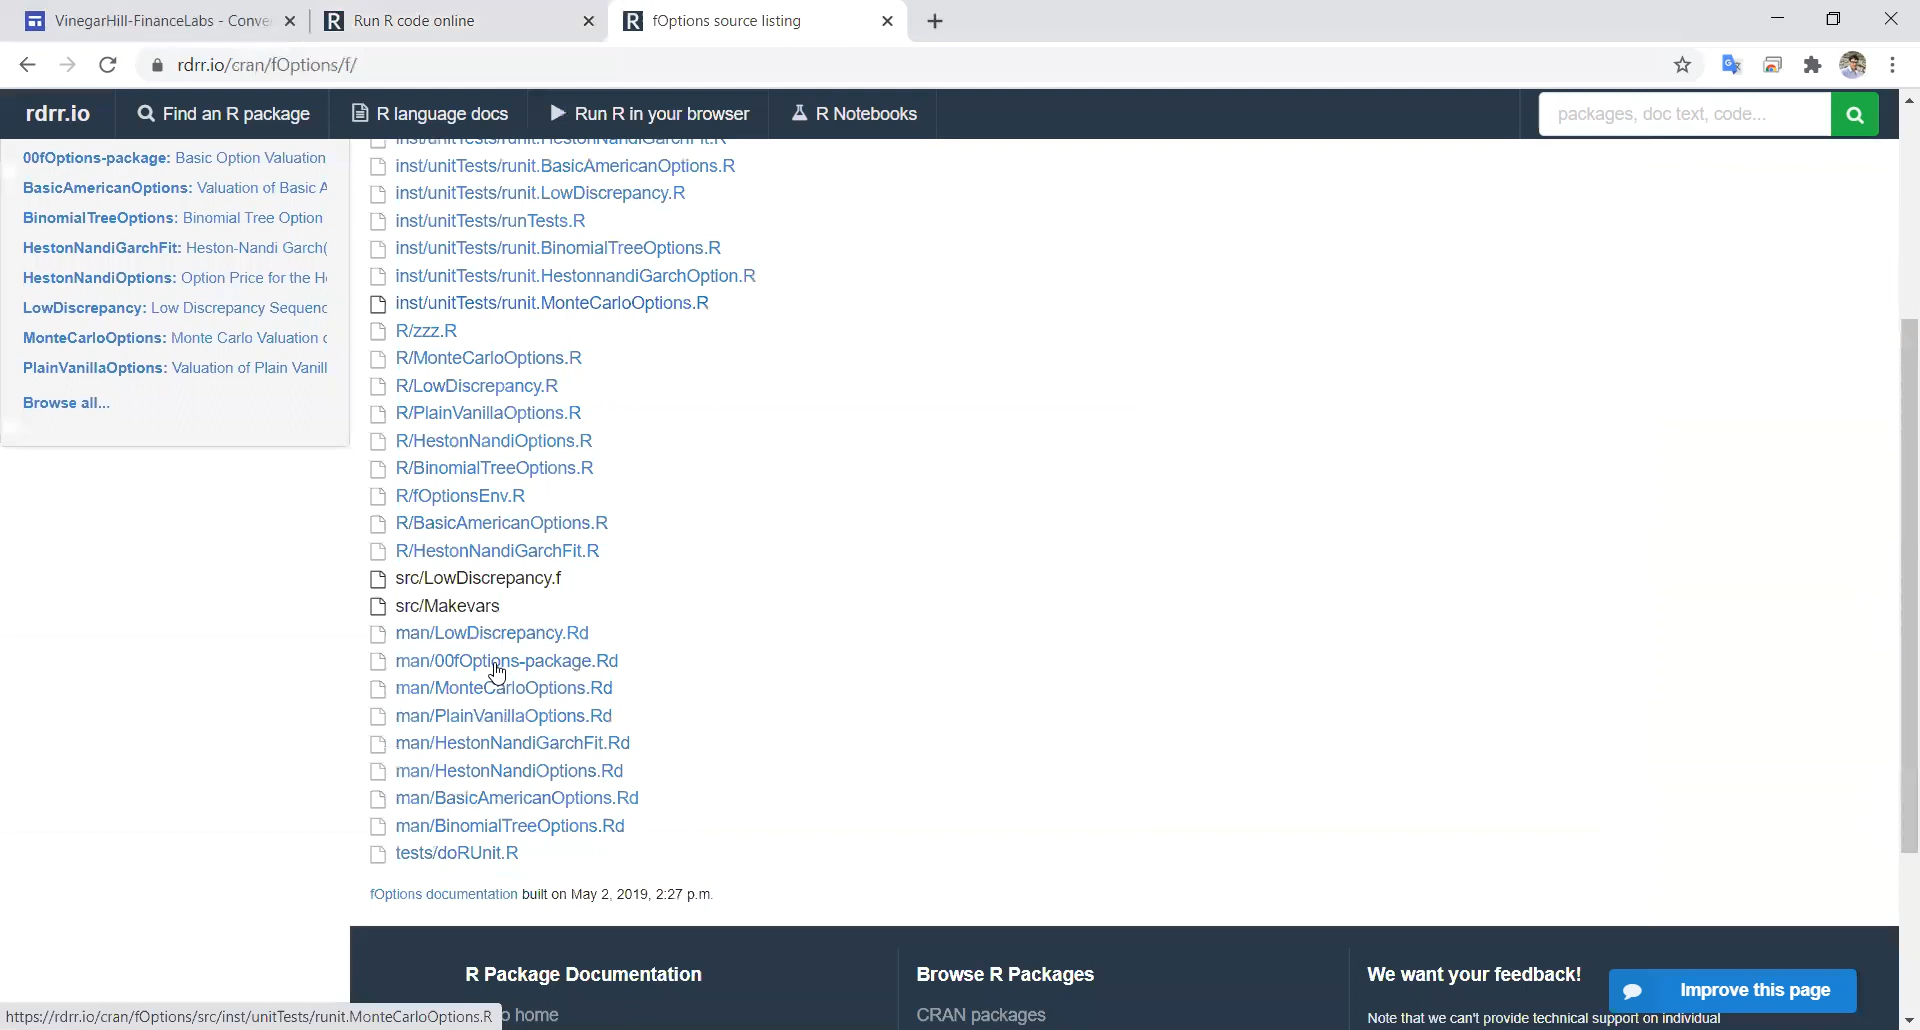 VinegarHill-FinanceLabs - Conve
Run R code online
fOptions source listing
rdrr.io/cran/fOptions/f/
rdrr.io
Find an R package
R language docs
Run R in your browser
R Notebooks
packages, doc text, code...
00fOptions-package: Basic Option Valuation
BasicAmericanOptions: Valuation of Basic A
BinomialTreeOptions: Binomial Tree Option
HestonNandiGarchFit: Heston-Nandi Garch(
HestonNandiOptions: Option Price for the He
LowDiscrepancy: Low Discrepancy Sequenc
MonteCarloOptions: Monte Carlo Valuation o
PlainVanillaOptions: Valuation of Plain Vanill
Browse all...
inst/unitTests/runit.HestonnandiGarchFit.R
inst/unitTests/runit.BasicAmericanOptions.R
inst/unitTests/runit.LowDiscrepancy.R
inst/unitTests/runTests.R
inst/unitTests/runit.BinomialTreeOptions.R
inst/unitTests/runit.HestonnandiGarchOption.R
inst/unitTests/runit.MonteCarloOptions.R
R/zzz.R
R/MonteCarloOptions.R
R/LowDiscrepancy.R
R/PlainVanillaOptions.R
R/HestonNandiOptions.R
R/BinomialTreeOptions.R
R/fOptionsEnv.R
R/BasicAmericanOptions.R
R/HestonNandiGarchFit.R
src/LowDiscrepancy.f
src/Makevars
man/LowDiscrepancy.Rd
man/00fOptions-package.Rd
man/MonteCarloOptions.Rd
man/PlainVanillaOptions.Rd
man/HestonNandiGarchFit.Rd
man/HestonNandiOptions.Rd
man/BasicAmericanOptions.Rd
man/BinomialTreeOptions.Rd
tests/doRUnit.R
fOptions documentation built on May 2, 2019, 2:27 p.m.
R Package Documentation
Browse R Packages
We want your feedback!
Improve this page
https://rdrr.io/cran/fOptions/src/inst/unitTests/runit.MonteCarloOptions.R
home
CRAN packages
Note that we can't provide technical support on individual